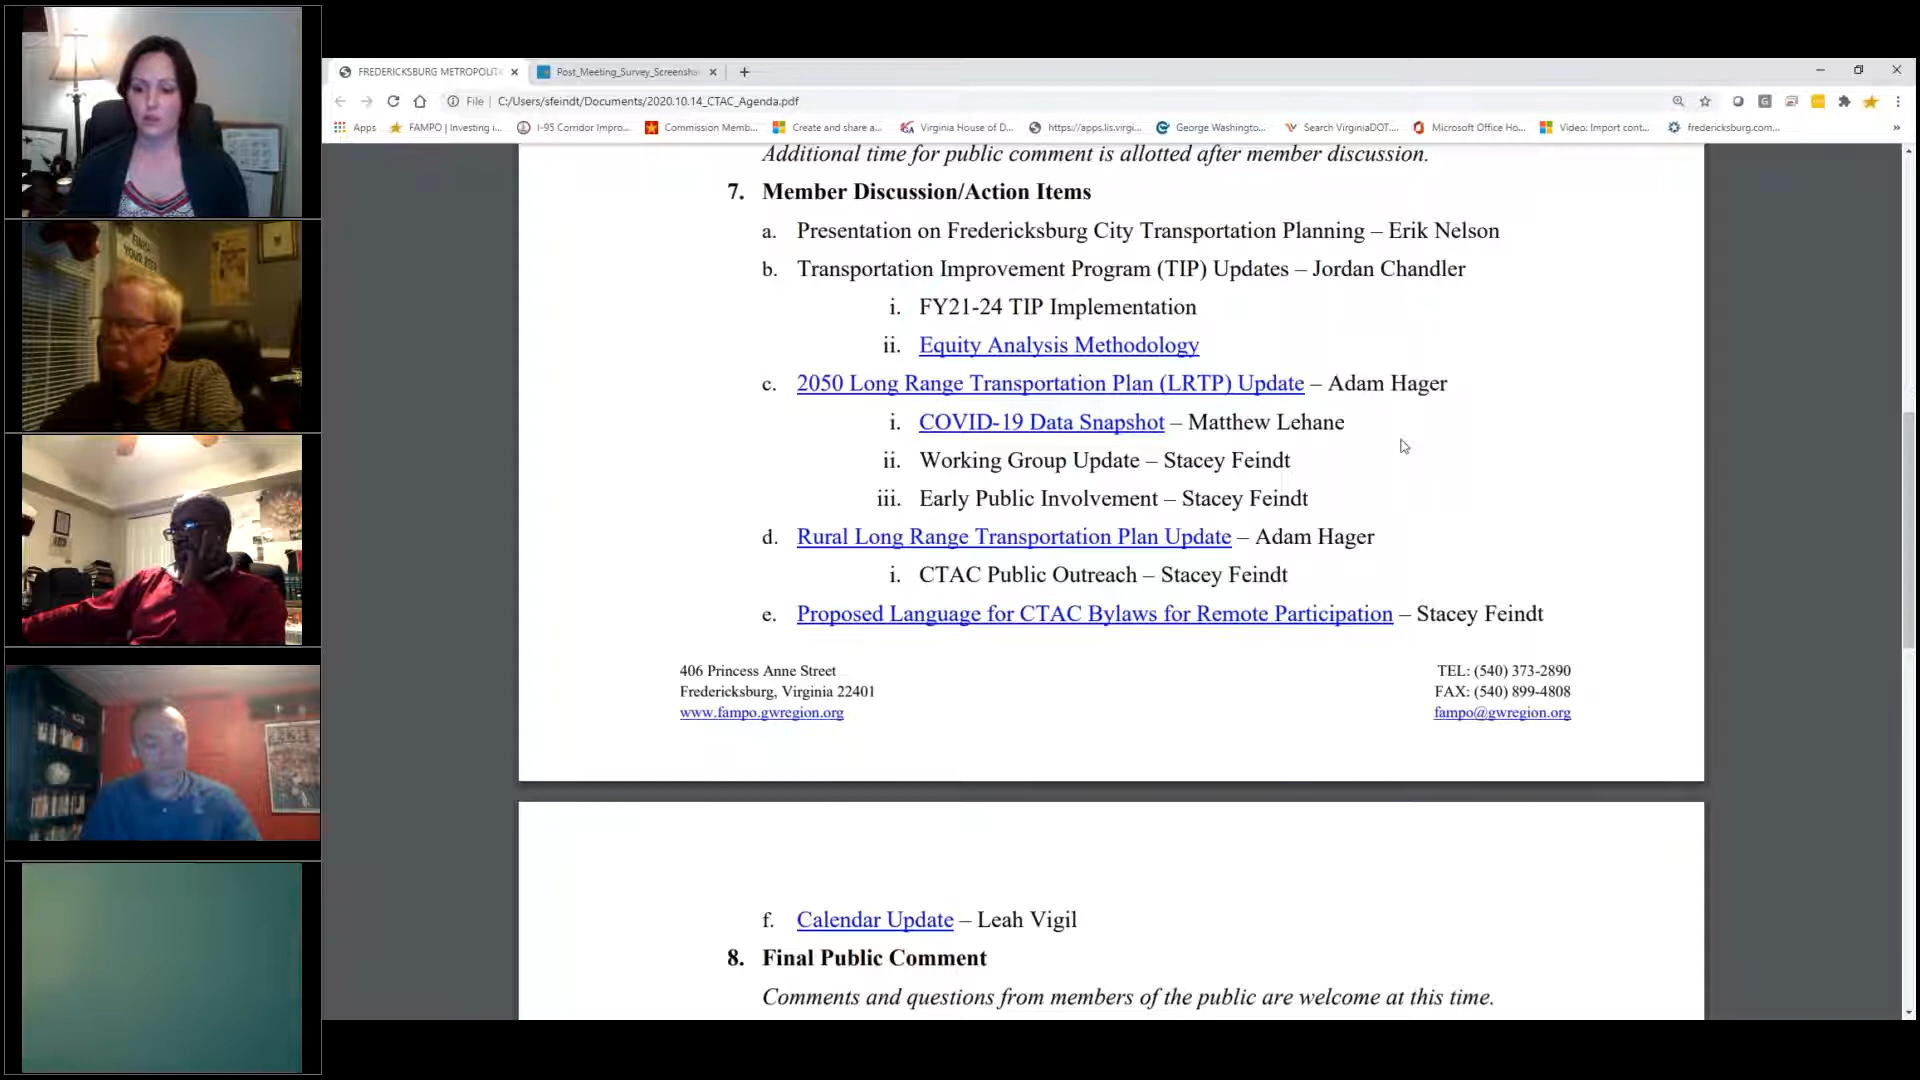 FINISH
YOUR BEER
FREDERICKSBURG METROPOLIT
Post_Meeting_Survey_Screensho
File | C:/Users/sfeindt/Documents/2020.10.14_CTAC_Agenda.pdf
Apps
FAMPO | Investing i...
I-95 Corridor Impro...
Commission Memb...
Create and share a...
Virginia House of D...
https://apps.lis.virgi...
George Washingto...
Search VirginiaDOT....
Microsoft Office Ho...
Video: Import cont...
fredericksburg.com...
Additional time for public comment is allotted after member discussion.
7. Member Discussion/Action Items
a. Presentation on Fredericksburg City Transportation Planning – Erik Nelson
b. Transportation Improvement Program (TIP) Updates – Jordan Chandler
i. FY21-24 TIP Implementation
ii. Equity Analysis Methodology
c. 2050 Long Range Transportation Plan (LRTP) Update – Adam Hager
i. COVID-19 Data Snapshot – Matthew Lehane
ii. Working Group Update – Stacey Feindt
iii. Early Public Involvement – Stacey Feindt
d. Rural Long Range Transportation Plan Update – Adam Hager
i. CTAC Public Outreach – Stacey Feindt
e. Proposed Language for CTAC Bylaws for Remote Participation – Stacey Feindt
406 Princess Anne Street
Fredericksburg, Virginia 22401
www.fampo.gwregion.org
TEL: (540) 373-2890
FAX: (540) 899-4808
fampo@gwregion.org
f. Calendar Update – Leah Vigil
8. Final Public Comment
Comments and questions from members of the public are welcome at this time.